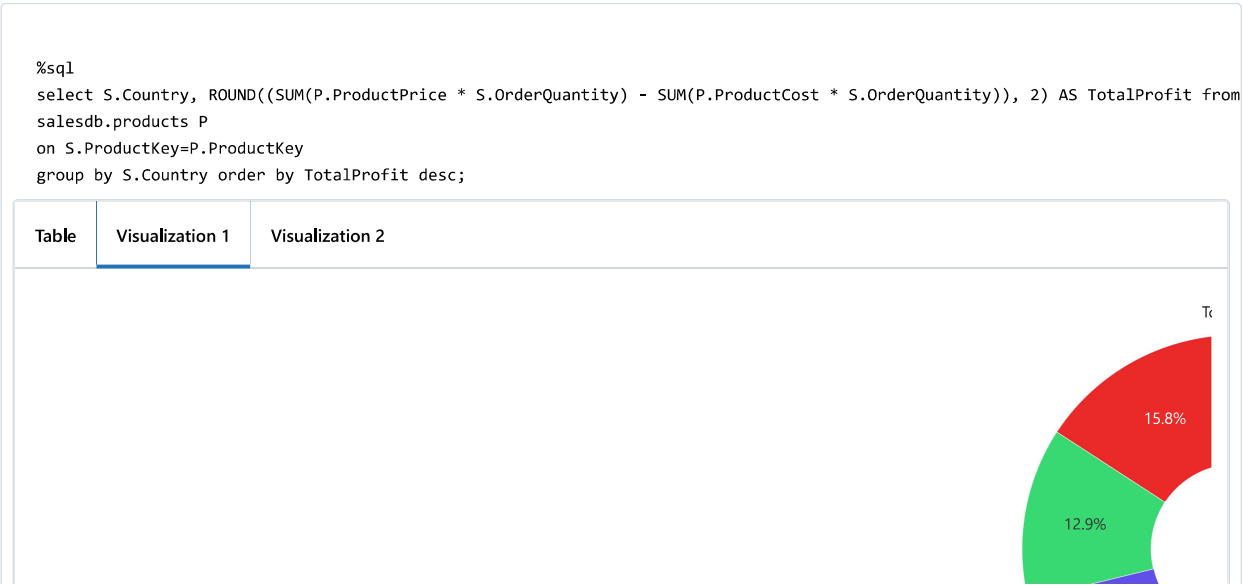 %sql
select S.Country, ROUND((SUM(P.ProductPrice * S.OrderQuantity) - SUM(P.ProductCost * S.OrderQuantity)), 2) AS TotalProfit from
salesdb.products P
on S.ProductKey=P.ProductKey
group by S.Country order by TotalProfit desc;
Table Visualization 1 Visualization 2
15.8%
12.9%